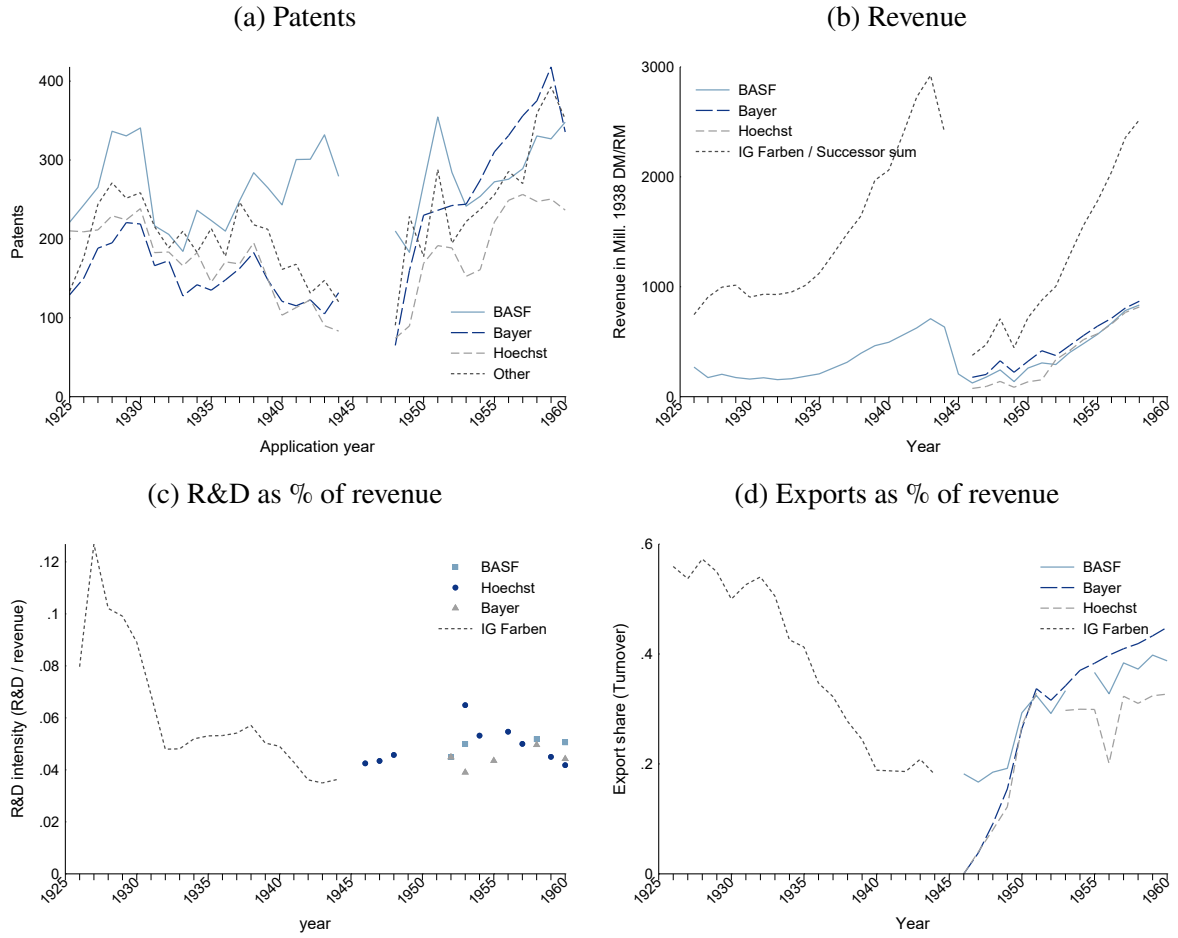 (a) Patents
400
300
200
100
0
Patents
BASF
Bayer
Hoechst
Other
1925 1930 1935 1940 1945 1950 1955 1960
Application year
(b) Revenue
3000
2000
1000
0
Revenue in Mill. 1938 DM/RM
BASF
Bayer
Hoechst
IG Farben / Successor sum
1925 1930 1935 1940 1945 1950 1955 1960
Year
(c) R&D as % of revenue
.12
.1
.08
.06
.04
.02
0
R&D intensity (R&D / revenue)
BASF
Hoechst
Bayer
IG Farben
1925 1930 1935 1940 1945 1950 1955 1960
year
(d) Exports as % of revenue
.6
.4
.2
0
Export share (Turnover)
BASF
Bayer
Hoechst
IG Farben
1925 1930 1935 1940 1945 1950 1955 1960
Year